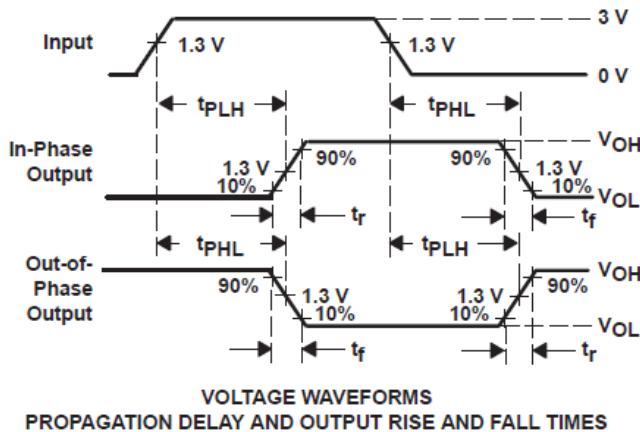 3 V
Input
1.3 V
1.3 V
0 V
tPLH
tPHL
In-Phase
Output
VOH
90%
90%
1.3 V
1.3 V
10%
10%
VOL
tr
tf
tPHL
tPLH
Out-of-
Phase
Output
VOH
90%
90%
1.3 V
1.3 V
10%
10%
VOL
tf
tr
VOLTAGE WAVEFORMS
PROPAGATION DELAY AND OUTPUT RISE AND FALL TIMES